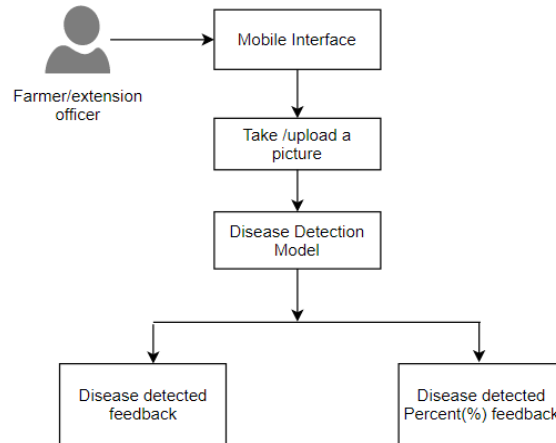 Mobile Interface
Farmer/extension
officer
Take /upload a
picture
Disease Detection
Model
Disease detected
feedback
Disease detected
Percent(%) feedback